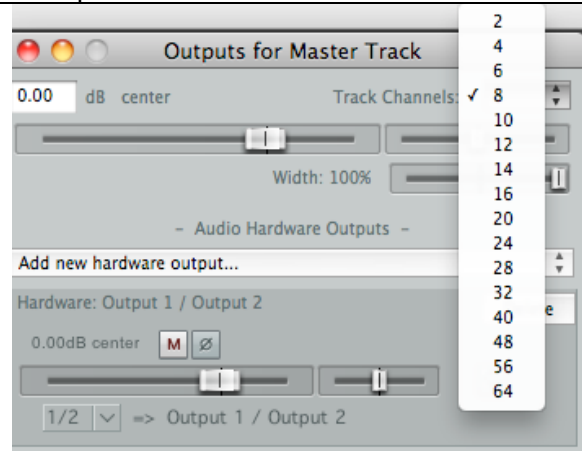 Outputs for Master Track
0.00 dB center Track Channels:
2
4
6
✓ 8
10
12
14
16
20
24
28
32
40
48
56
64
Width: 100%
- Audio Hardware Outputs -
Add new hardware output...
Hardware: Output 1 / Output 2
e
0.00dB center M Ø
1/2 => Output 1 / Output 2